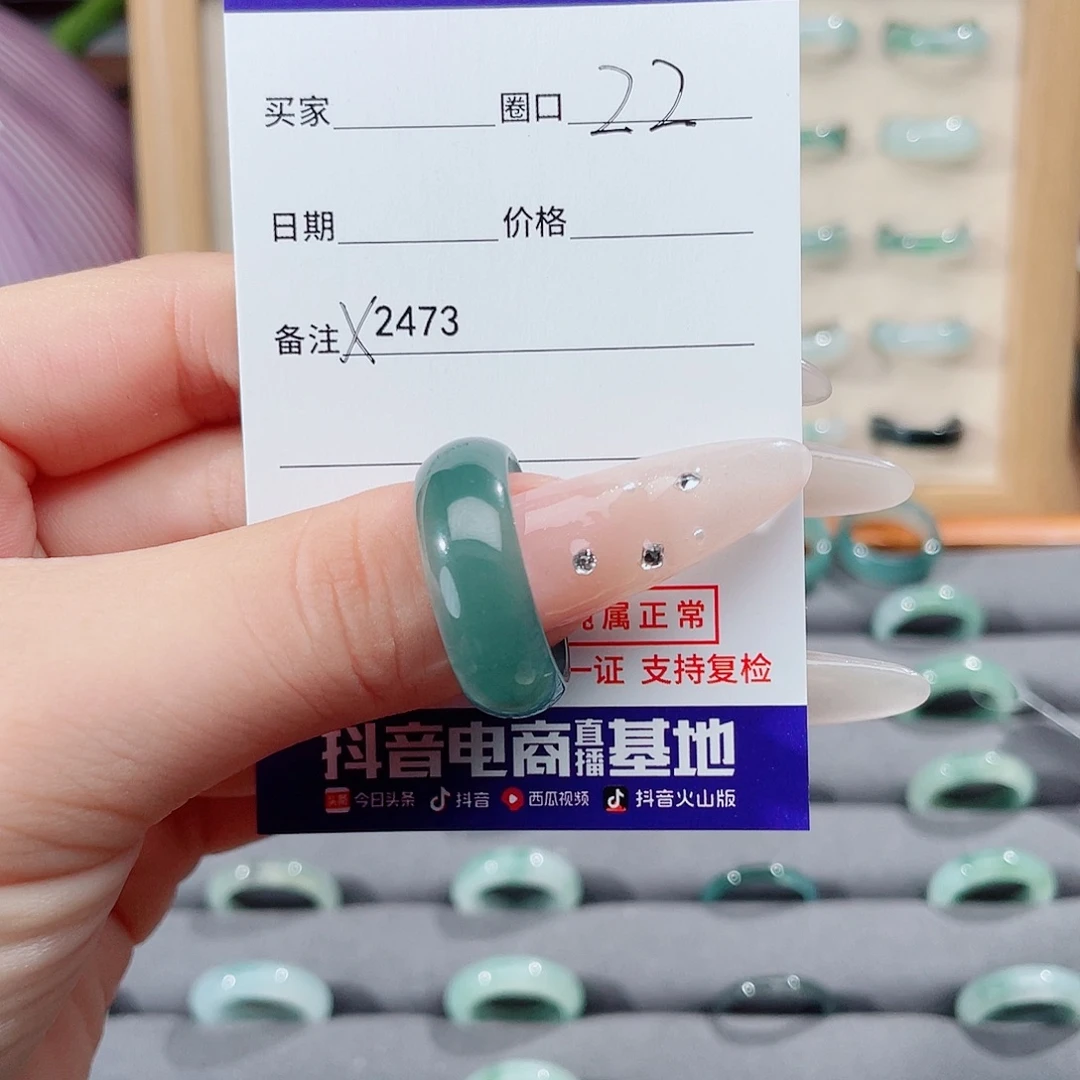 买家 圈口 22
日期 价格
备注 X2473
属正常
一证 支持复检
抖音电商直播基地
今日头条 抖音 西瓜视频 抖音火山版